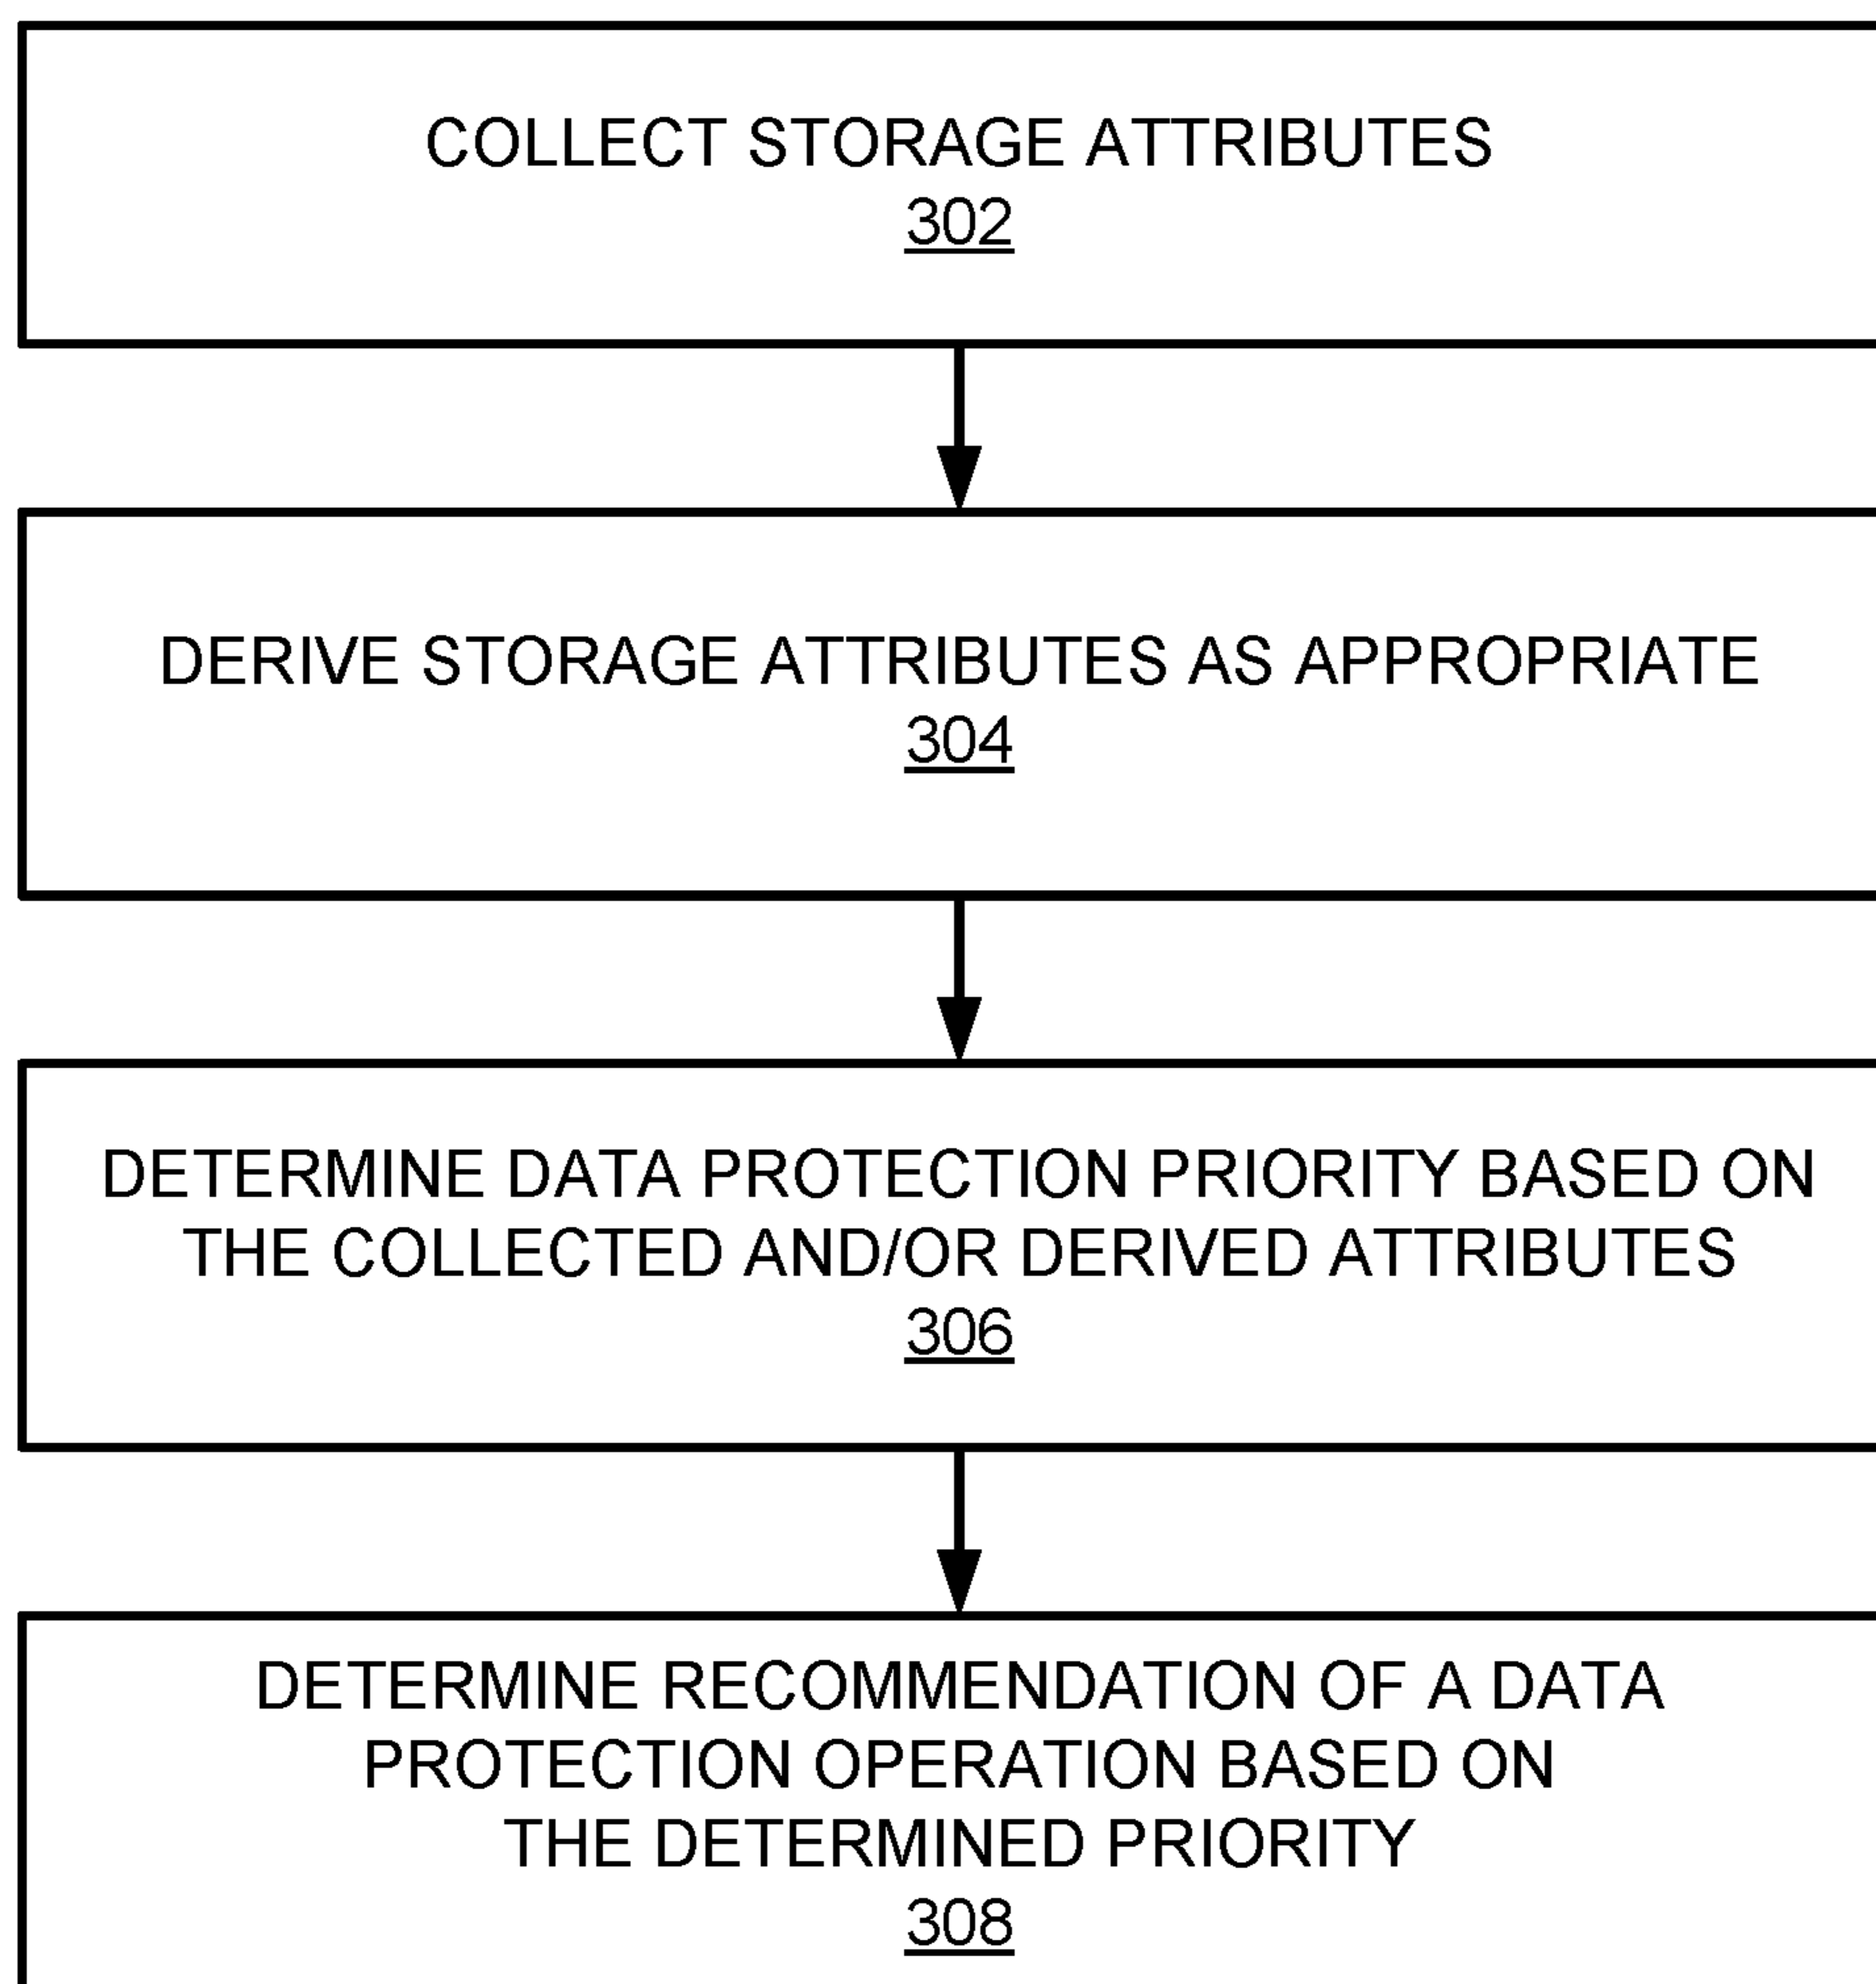 COLLECT STORAGE ATTRIBUTES
302
DERIVE STORAGE ATTRIBUTES AS APPROPRIATE
304
DETERMINE DATA PROTECTION PRIORITY BASED ON
THE COLLECTED AND/OR DERIVED ATTRIBUTES
306
DETERMINE RECOMMENDATION OF A DATA
PROTECTION OPERATION BASED ON
THE DETERMINED PRIORITY
308